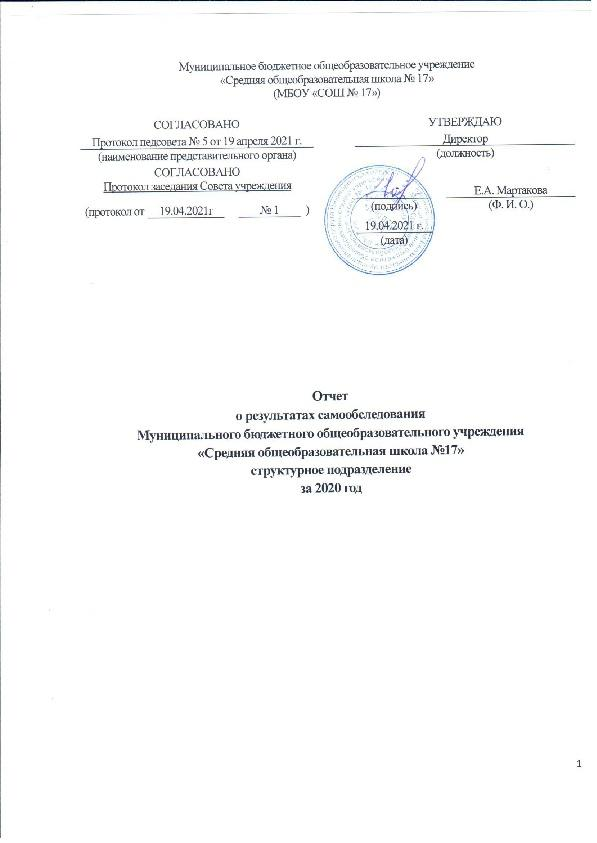 Муниципальное бюджетное общеобразовательное учреждение
«Средняя общеобразовательная школа № 17»
(МБОУ «СОШ № 17»)
СОГЛАСОВАНО
Протокол педсовета № 5 от 19 апреля 2021 г.
(наименование представительного органа)
СОГЛАСОВАНО
Протокол заседания Совета учреждения
(протокол от 19.04.2021г № 1 )
УТВЕРЖДАЮ
Директор
(должность)
Е.А. Мартакова
(подпись) (Ф. И. О.)
19.04.2021 г.
(дата)
Отчет
о результатах самообследования
Муниципального бюджетного общеобразовательного учреждения
«Средняя общеобразовательная школа №17»
структурное подразделение
за 2020 год
1